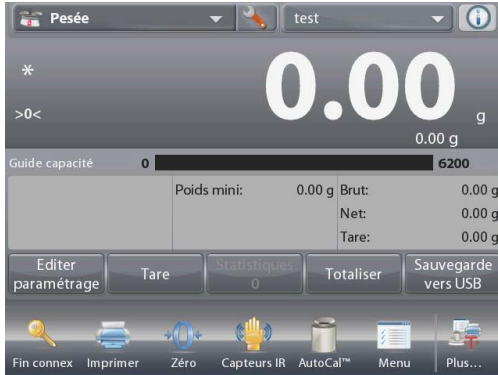 Pesée
test
*
0.00
>0<
g
0.00 g
Guide capacité 0 6200
Poids mini: 0.00 g Brut: 0.00 g
Net: 0.00 g
Tare: 0.00 g
Editer paramétrage
Tare
Statistiques 0
Totaliser
Sauvegarde vers USB
Fin connex Imprimer Zéro Capteurs IR AutoCal™ Menu Plus...